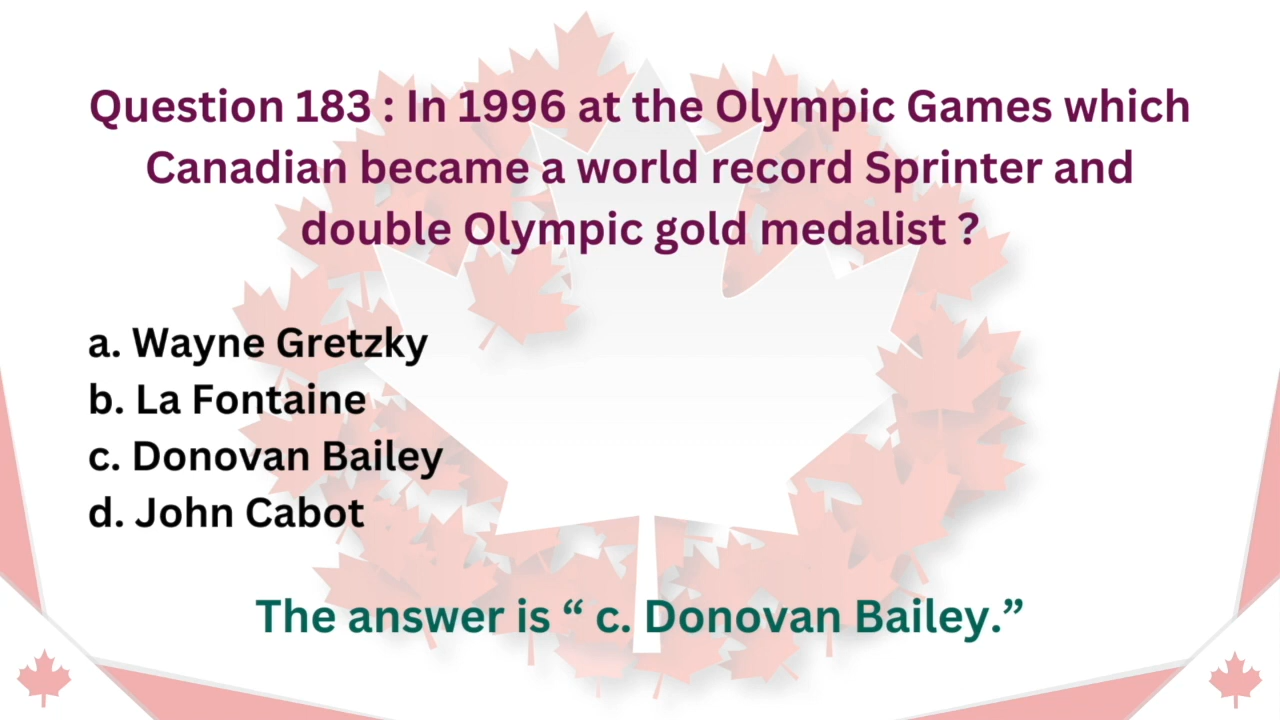 Question 183 : In 1996 at the Olympic Games which
Canadian became a world record Sprinter and
double Olympic gold medalist ?
a. Wayne Gretzky
b. La Fontaine
c. Donovan Bailey
d. John Cabot
The answer is “ c. Donovan Bailey.”